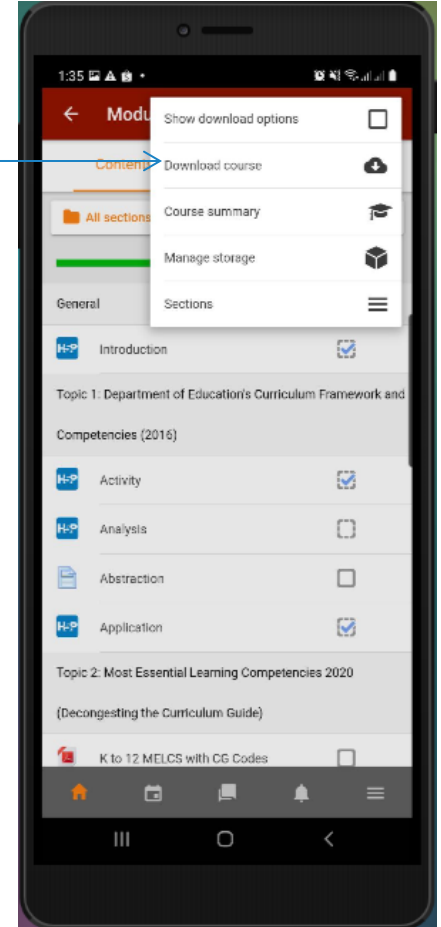 1:35
Modu
Show download options
Conten
Download course
All sections
Course summary
Manage storage
General
Sections
H-P Introduction
Topic 1: Department of Education's Curriculum Framework and
Competencies (2016)
H-P Activity
H-P Analysis
Abstraction
H-P Application
Topic 2: Most Essential Learning Competencies 2020
(Decongesting the Curriculum Guide)
K to 12 MELCS with CG Codes